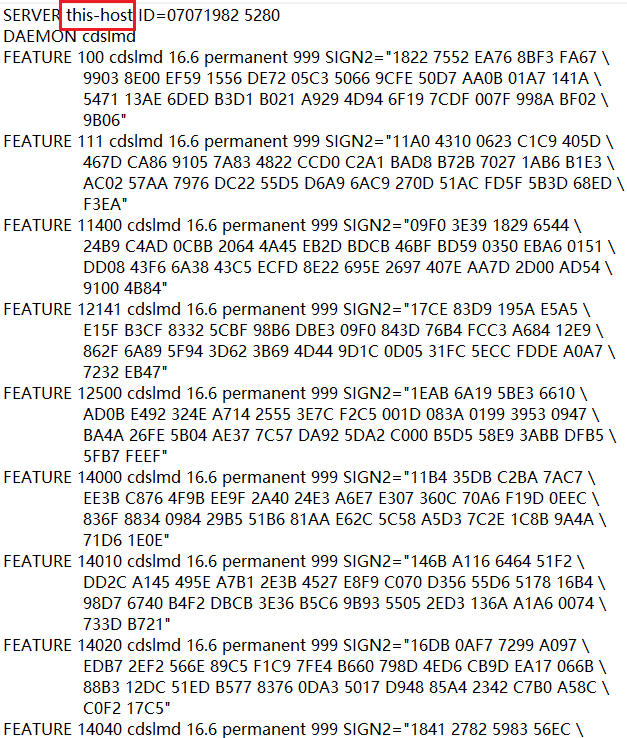 SERVER this-host ID=07071982 5280
DAEMON cdslmd
FEATURE 100 cdslmd 16.6 permanent 999 SIGN2="1822 7552 EA76 8BF3 FA67 \
9903 8E00 EF59 1556 DE72 05C3 5066 9CFE 50D7 AA0B 01A7 141A \
5471 13AE 6DED B3D1 B021 A929 4D94 6F19 7CDF 007F 998A BF02 \
9B06"
FEATURE 111 cdslmd 16.6 permanent 999 SIGN2="11A0 4310 0623 C1C9 405D \
467D CA86 9105 7A83 4822 CCD0 C2A1 BAD8 B72B 7027 1AB6 B1E3 \
AC02 57AA 7976 DC22 55D5 D6A9 6AC9 270D 51AC FD5F 5B3D 68ED \
F3EA"
FEATURE 11400 cdslmd 16.6 permanent 999 SIGN2="09F0 3E39 1829 6544 \
24B9 C4AD 0CBB 2064 4A45 EB2D BDCB 46BF BD59 0350 EBA6 0151 \
DD08 43F6 6A38 43C5 ECFD 8E22 695E 2697 407E AA7D 2D00 AD54 \
9100 4B84"
FEATURE 12141 cdslmd 16.6 permanent 999 SIGN2="17CE 83D9 195A E5A5 \
E15F B3CF 8332 5CBF 98B6 DBE3 09F0 843D 76B4 FCC3 A684 12E9 \
862F 6A89 5F94 3D62 3B69 4D44 9D1C 0D05 31FC 5ECC FDDE A0A7 \
7232 EB47"
FEATURE 12500 cdslmd 16.6 permanent 999 SIGN2="1EAB 6A19 5BE3 6610 \
AD0B E492 324E A714 2555 3E7C F2C5 001D 083A 0199 3953 0947 \
BA4A 26FE 5B04 AE37 7C57 DA92 5DA2 C000 B5D5 58E9 3ABB DFB5 \
5FB7 FEEF"
FEATURE 14000 cdslmd 16.6 permanent 999 SIGN2="11B4 35DB C2BA 7AC7 \
EE3B C876 4F9B EE9F 2A40 24E3 A6E7 E307 360C 70A6 F19D 0EEC \
836F 8834 0984 29B5 51B6 81AA E62C 5C58 A5D3 7C2E 1C8B 9A4A \
71D6 1E0E"
FEATURE 14010 cdslmd 16.6 permanent 999 SIGN2="146B A116 6464 51F2 \
DD2C A145 495E A7B1 2E3B 4527 E8F9 C070 D356 55D6 5178 16B4 \
98D7 6740 B4F2 DBCB 3E36 B5C6 9B93 5505 2ED3 136A A1A6 0074 \
733D B721"
FEATURE 14020 cdslmd 16.6 permanent 999 SIGN2="16DB 0AF7 7299 A097 \
EDB7 2EF2 566E 89C5 F1C9 7FE4 B660 798D 4ED6 CB9D EA17 066B \
88B3 12DC 51ED B577 8376 0DA3 5017 D948 85A4 2342 C7B0 A58C \
C0F2 17C5"
FEATURE 14040 cdslmd 16.6 permanent 999 SIGN2="1841 2782 5983 56EC \